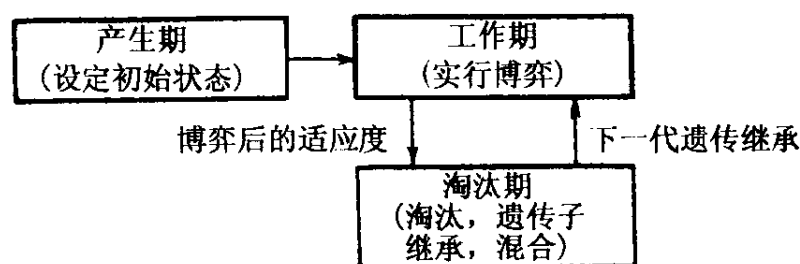 产生期
(设定初始状态)
工作期
(实行博弈)
博弈后的适应度
下一代遗传继承
淘汰期
(淘汰，遗传子
继承，混合)